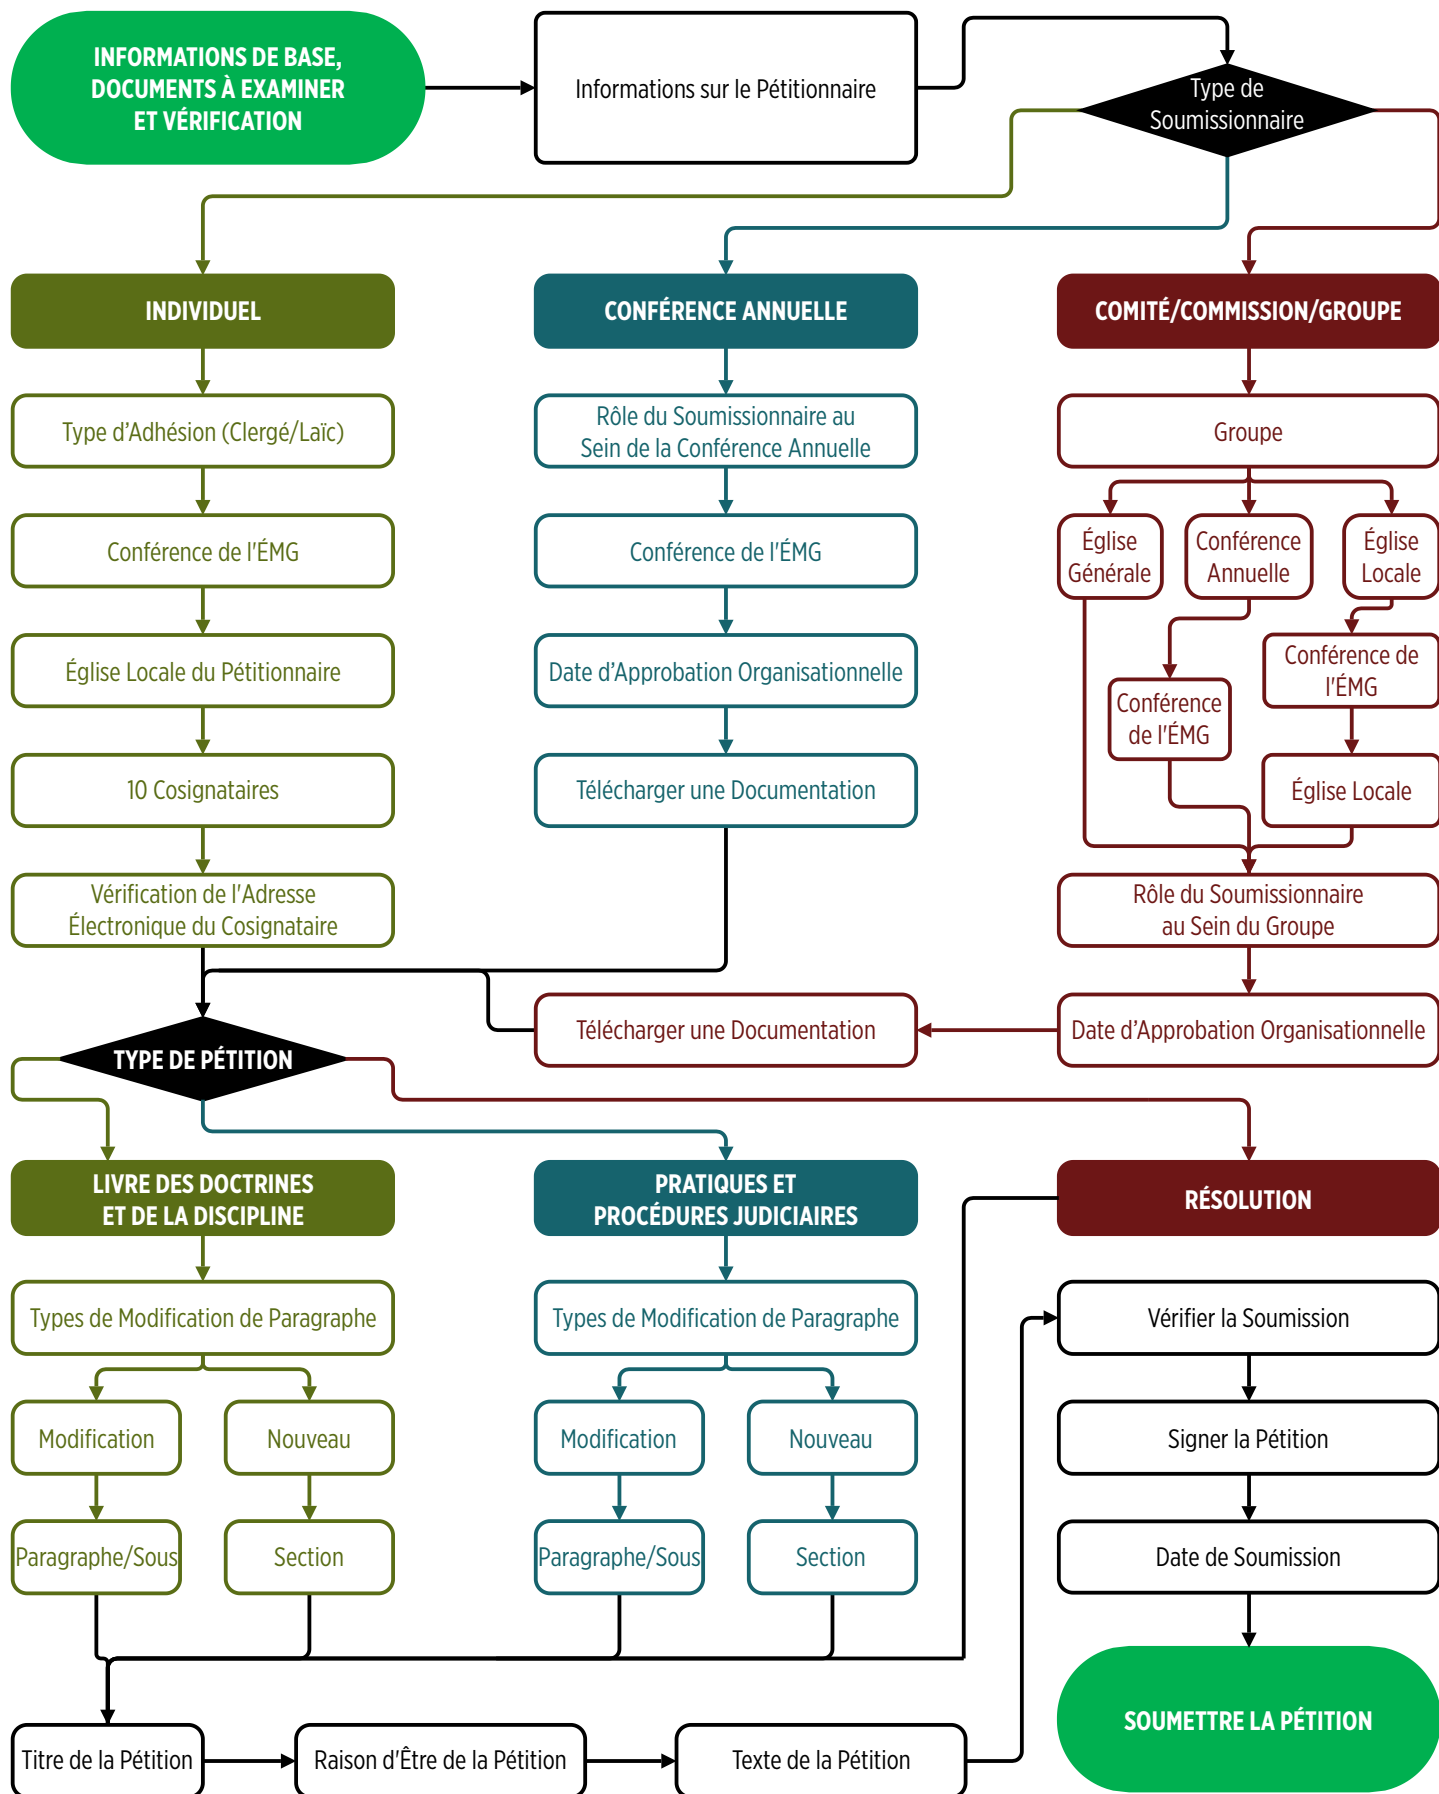 INFORMATIONS DE BASE,
DOCUMENTS À EXAMINER
ET VÉRIFICATION
Informations sur le Pétitionnaire
Type de
Soumissionnaire
INDIVIDUEL
CONFÉRENCE ANNUELLE
COMITÉ/COMMISSION/GROUPE
Type d'Adhésion (Clergé/Laïc)
Rôle du Soumissionnaire au
Sein de la Conférence Annuelle
Groupe
Conférence de l'ÉMG
Conférence de l'ÉMG
Église
Générale
Conférence
Annuelle
Église
Locale
Église Locale du Pétitionnaire
Date d'Approbation Organisationnelle
Conférence
de l'ÉMG
Conférence de
l'ÉMG
10 Cosignataires
Télécharger une Documentation
Église Locale
Vérification de l'Adresse
Électronique du Cosignataire
Rôle du Soumissionnaire
au Sein du Groupe
Télécharger une Documentation
Date d'Approbation Organisationnelle
TYPE DE PÉTITION
LIVRE DES DOCTRINES
ET DE LA DISCIPLINE
PRATIQUES ET
PROCÉDURES JUDICIAIRES
RÉSOLUTION
Types de Modification de Paragraphe
Types de Modification de Paragraphe
Vérifier la Soumission
Modification
Nouveau
Modification
Nouveau
Signer la Pétition
Paragraphe/Sous
Section
Paragraphe/Sous
Section
Date de Soumission
SOUMETTRE LA PÉTITION
Titre de la Pétition
Raison d'Être de la Pétition
Texte de la Pétition